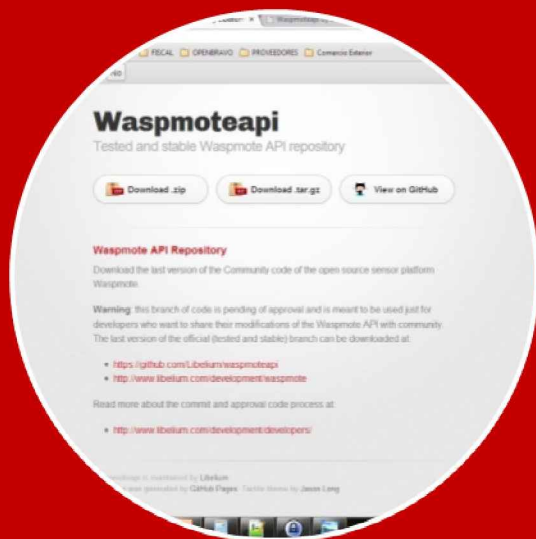 Waspmoteapi
FISCAL OPENBRAVO PROVEEDORES Comercio Exterior
Waspmoteapi
Tested and stable Waspmote API repository
Download .zip Download .tar.gz View on GitHub
Waspmote API Repository
Download the last version of the Community code of the open source sensor platform
Waspmote.
Warning: this branch of code is pending of approval and is meant to be used just for
developers who want to share their modifications of the Waspmote API with community.
The last version of the official (tested and stable) branch can be downloaded at:
https://github.com/Libelium/waspmoteapi
http://www.libelium.com/development/waspmote
Read more about the commit and approval code process at:
http://www.libelium.com/development/developers/
is maintained by Libelium
generated by GitHub Pages. Tactile theme by Jason Long